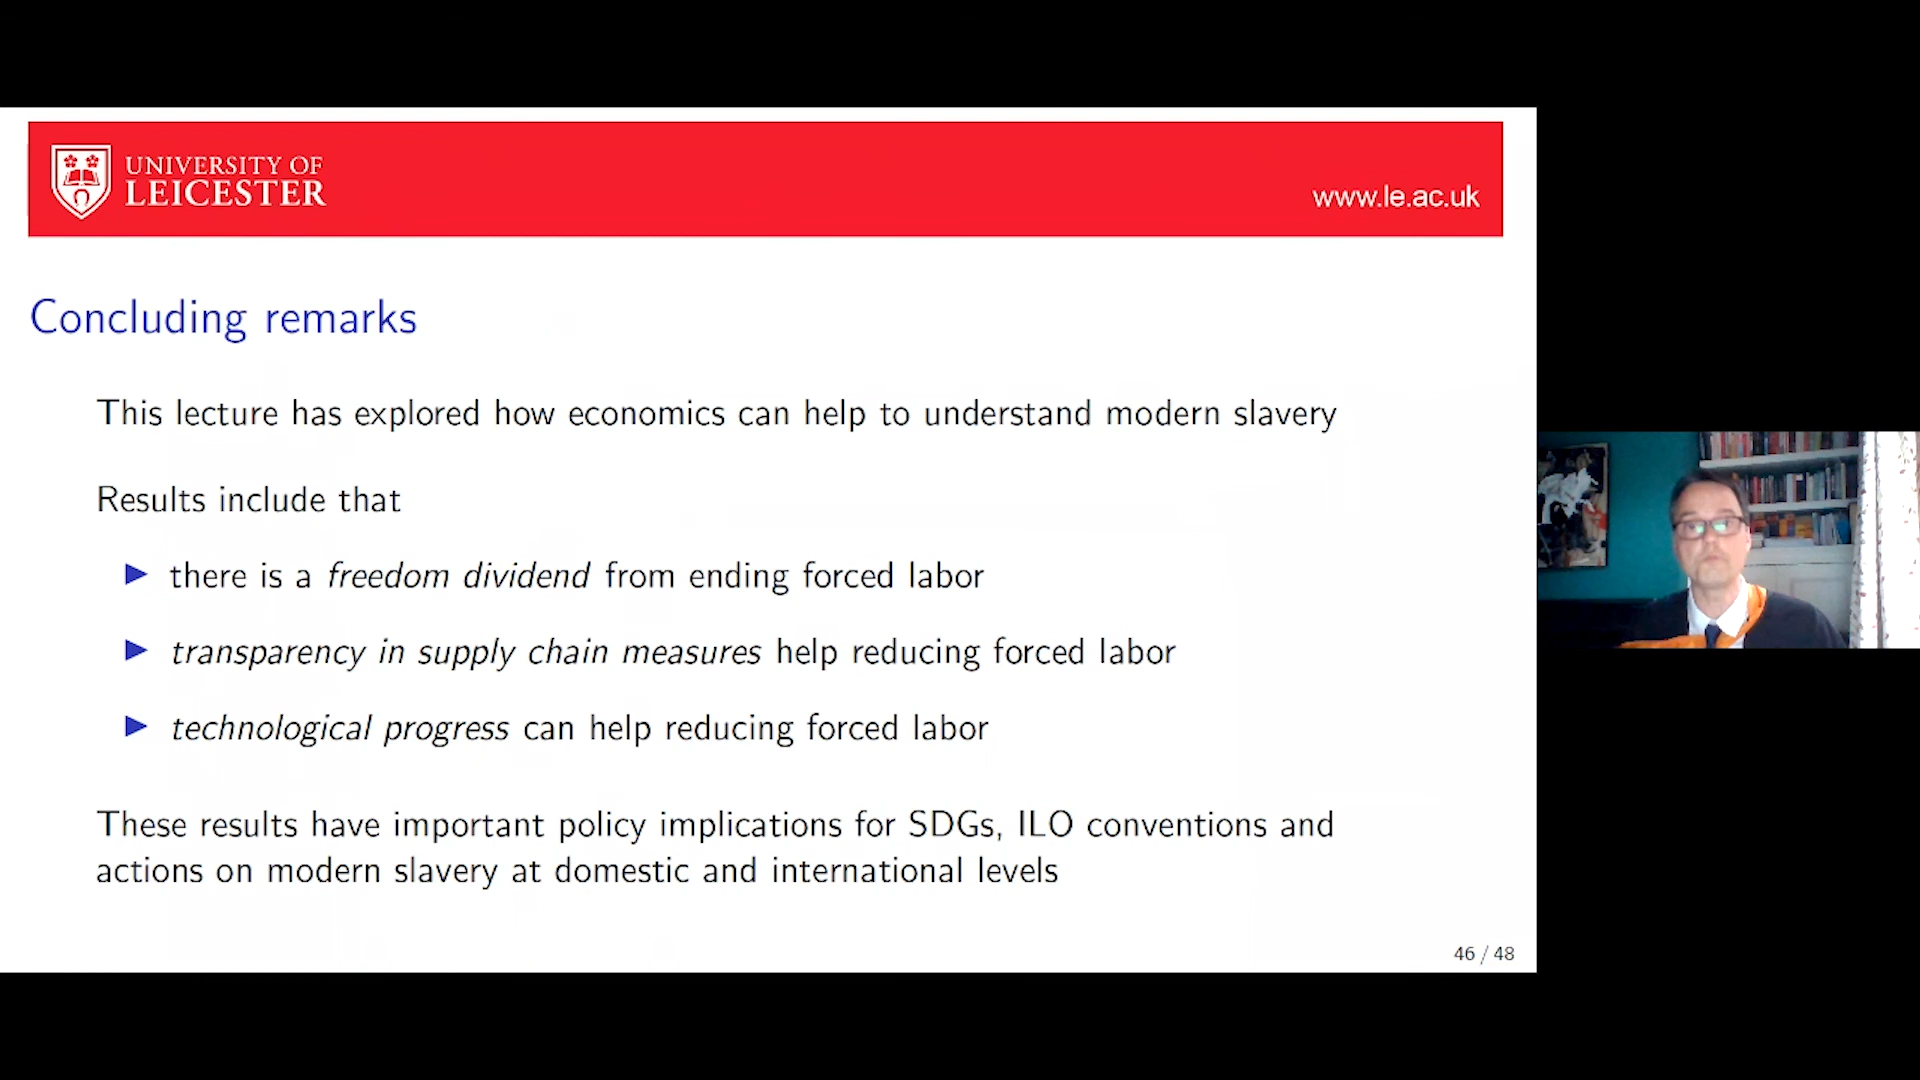 UNIVERSITY OF
LEICESTER
www.le.ac.uk
Concluding remarks
This lecture has explored how economics can help to understand modern slavery
Results include that
▶ there is a freedom dividend from ending forced labor
▶ transparency in supply chain measures help reducing forced labor
▶ technological progress can help reducing forced labor
These results have important policy implications for SDGs, ILO conventions and
actions on modern slavery at domestic and international levels
46 / 48